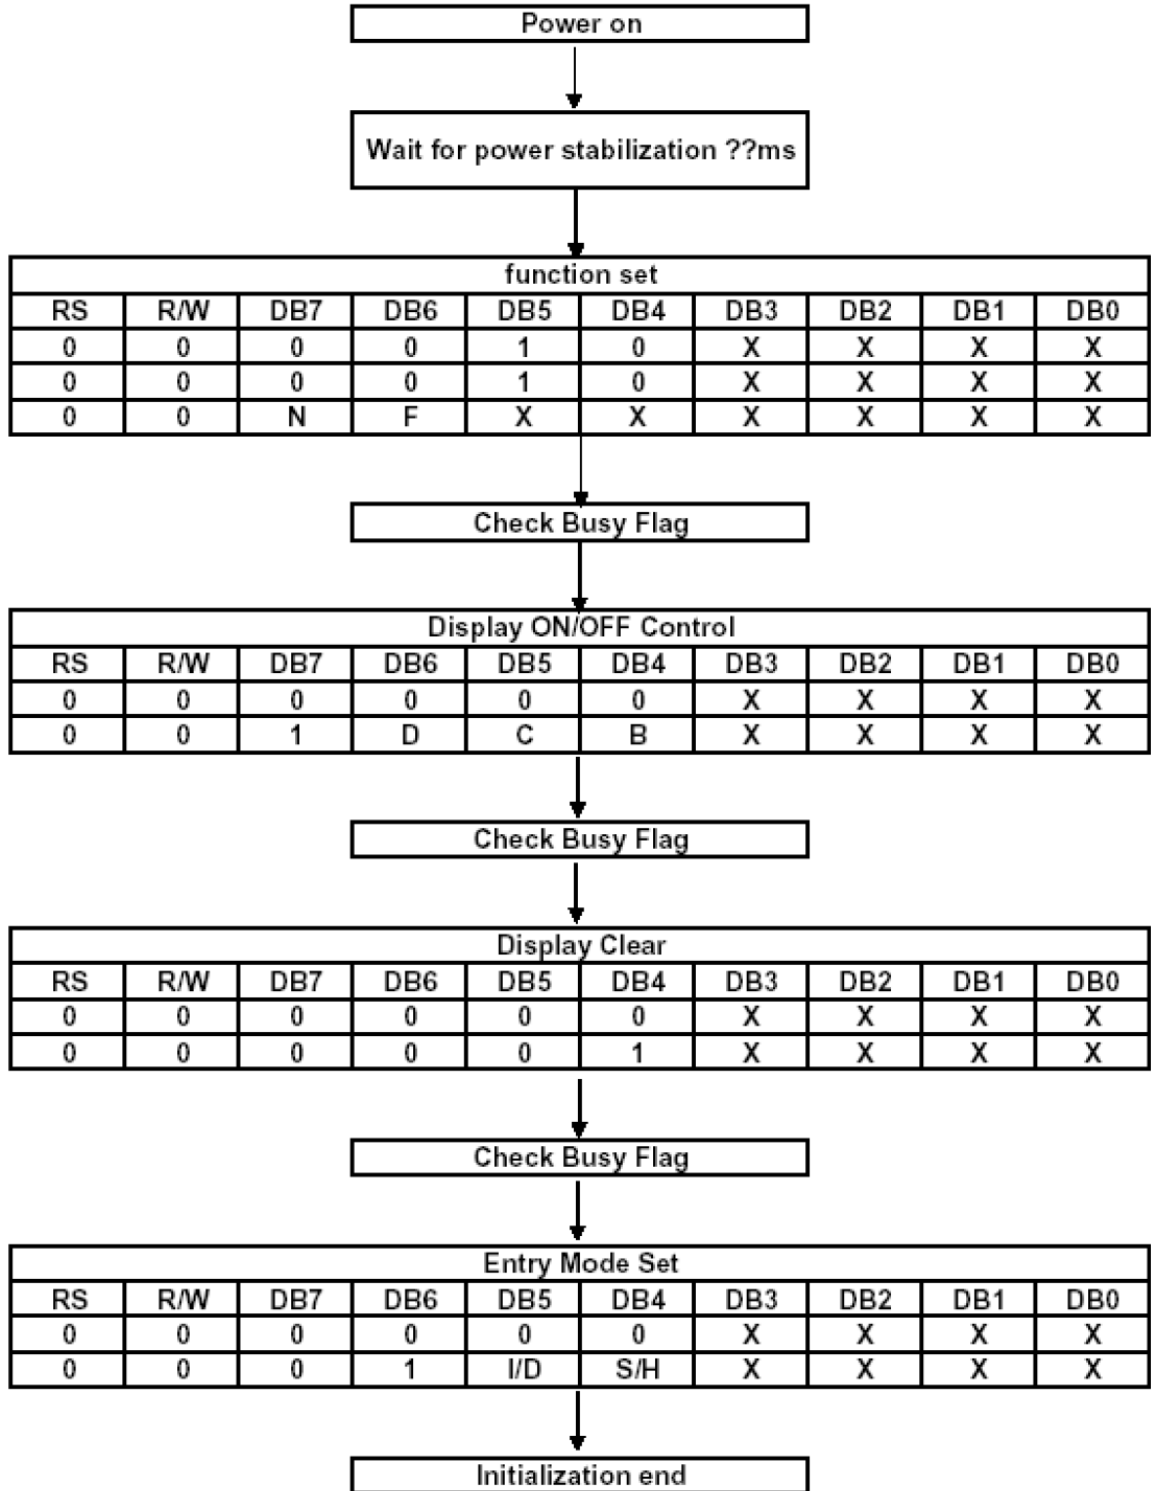 Power on
Wait for power stabilization ??ms
function set
RS R/W DB7 DB6 DB5 DB4 DB3 DB2 DB1 DB0
0 0 0 0 1 0 X X X X
0 0 0 0 1 0 X X X X
0 0 N F X X X X X X
Check Busy Flag
Display ON/OFF Control
RS R/W DB7 DB6 DB5 DB4 DB3 DB2 DB1 DB0
0 0 0 0 0 0 X X X X
0 0 1 D C B X X X X
Check Busy Flag
Display Clear
RS R/W DB7 DB6 DB5 DB4 DB3 DB2 DB1 DB0
0 0 0 0 0 0 X X X X
0 0 0 0 0 1 X X X X
Check Busy Flag
Entry Mode Set
RS R/W DB7 DB6 DB5 DB4 DB3 DB2 DB1 DB0
0 0 0 0 0 0 X X X X
0 0 0 1 I/D S/H X X X X
Initialization end